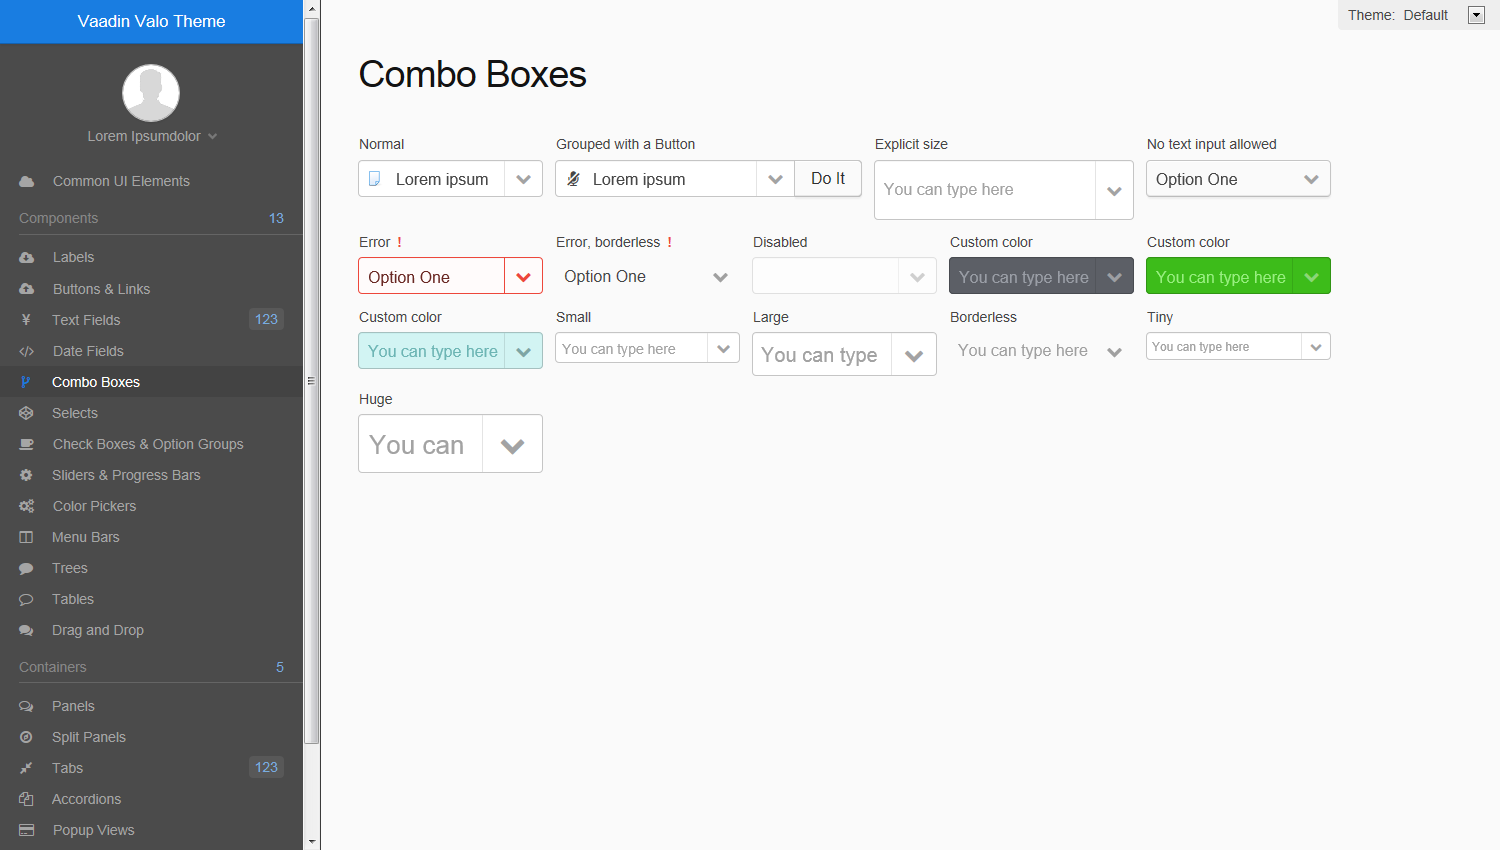 Vaadin Valo Theme
Lorem Ipsumdolor
Common UI Elements
Components 13
Labels
Buttons & Links
Text Fields 123
Date Fields
Combo Boxes
Selects
Check Boxes & Option Groups
Sliders & Progress Bars
Color Pickers
Menu Bars
Trees
Tables
Drag and Drop
Containers 5
Panels
Split Panels
Tabs 123
Accordions
Popup Views
Theme: Default
Combo Boxes
Normal
Lorem ipsum
Grouped with a Button
Lorem ipsum
Do It
Explicit size
You can type here
No text input allowed
Option One
Error !
Option One
Error, borderless !
Option One
Disabled
Custom color
You can type here
Custom color
You can type here
Custom color
You can type here
Small
You can type here
Large
You can type
Borderless
You can type here
Tiny
You can type here
Huge
You can